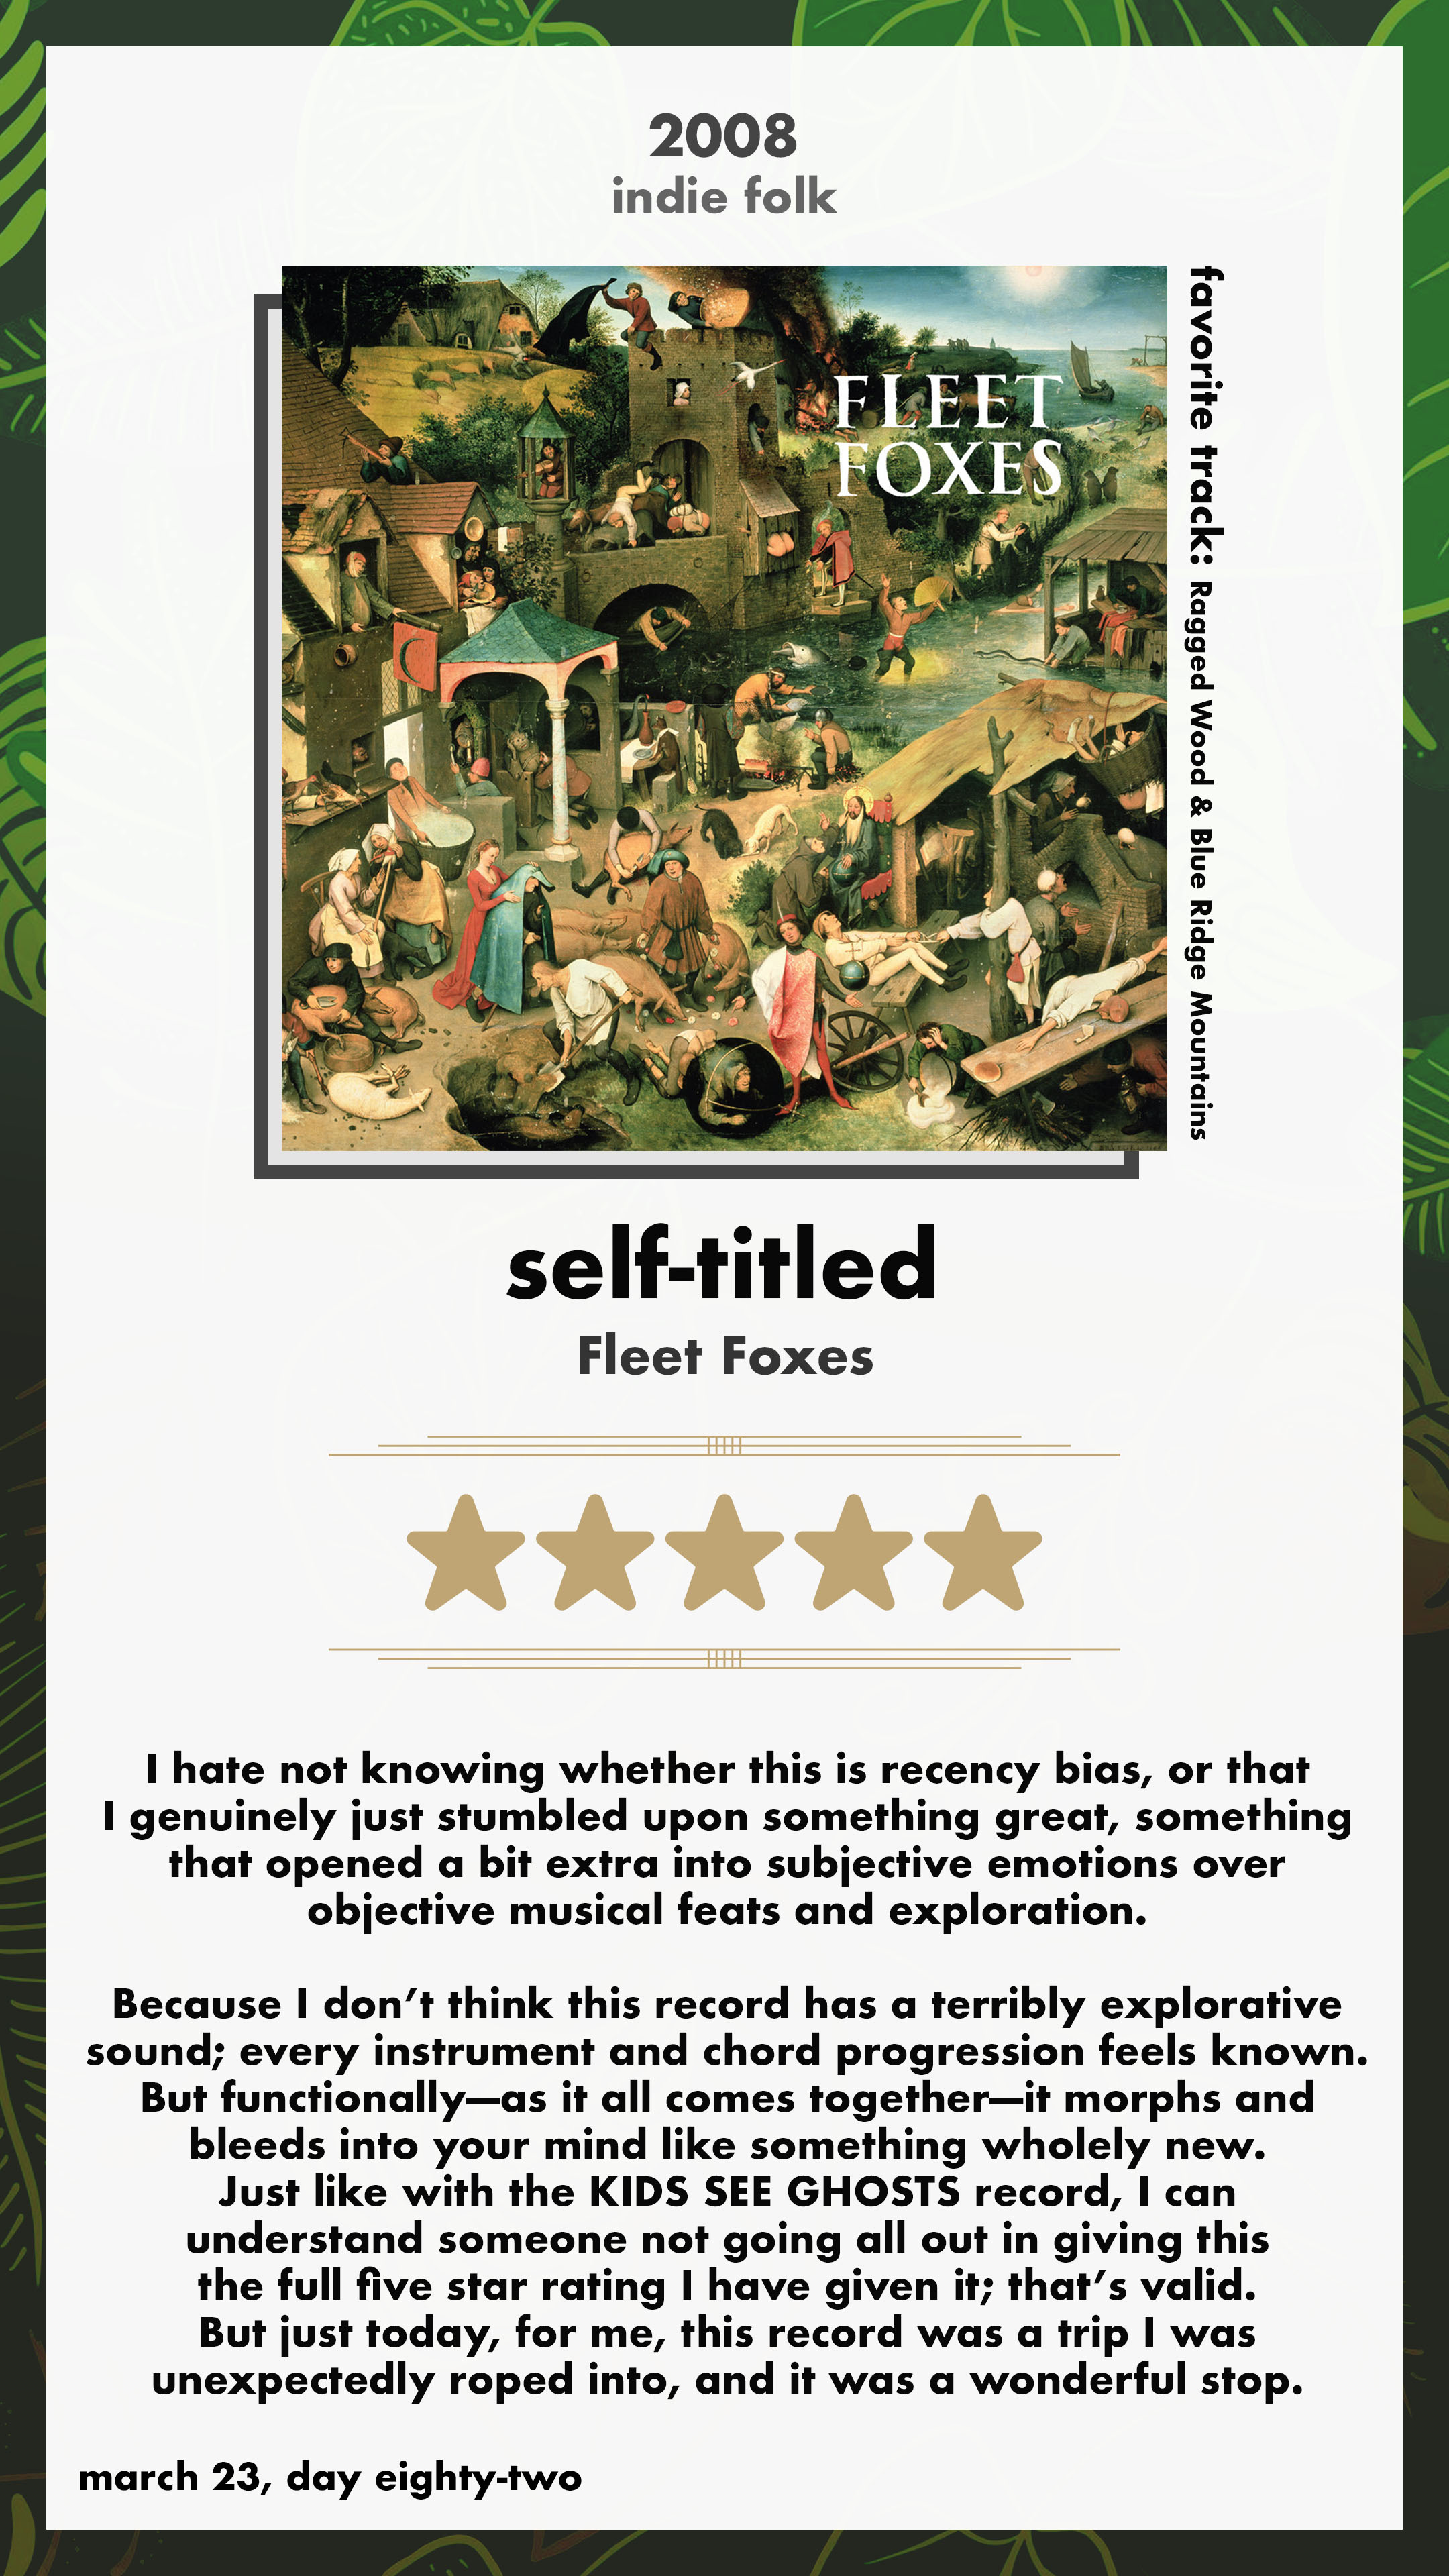 2008
indie folk
FLEET
FOXES
favorite track: Ragged Wood & Blue Ridge Mountains
self-titled
Fleet Foxes
I hate not knowing whether this is recency bias, or that
I genuinely just stumbled upon something great, something
that opened a bit extra into subjective emotions over
objective musical feats and exploration.
Because I don’t think this record has a terribly explorative
sound; every instrument and chord progression feels known.
But functionally—as it all comes together—it morphs and
bleeds into your mind like something wholely new.
Just like with the KIDS SEE GHOSTS record, I can
understand someone not going all out in giving this
the full five star rating I have given it; that’s valid.
But just today, for me, this record was a trip I was
unexpectedly roped into, and it was a wonderful stop.
march 23, day eighty-two